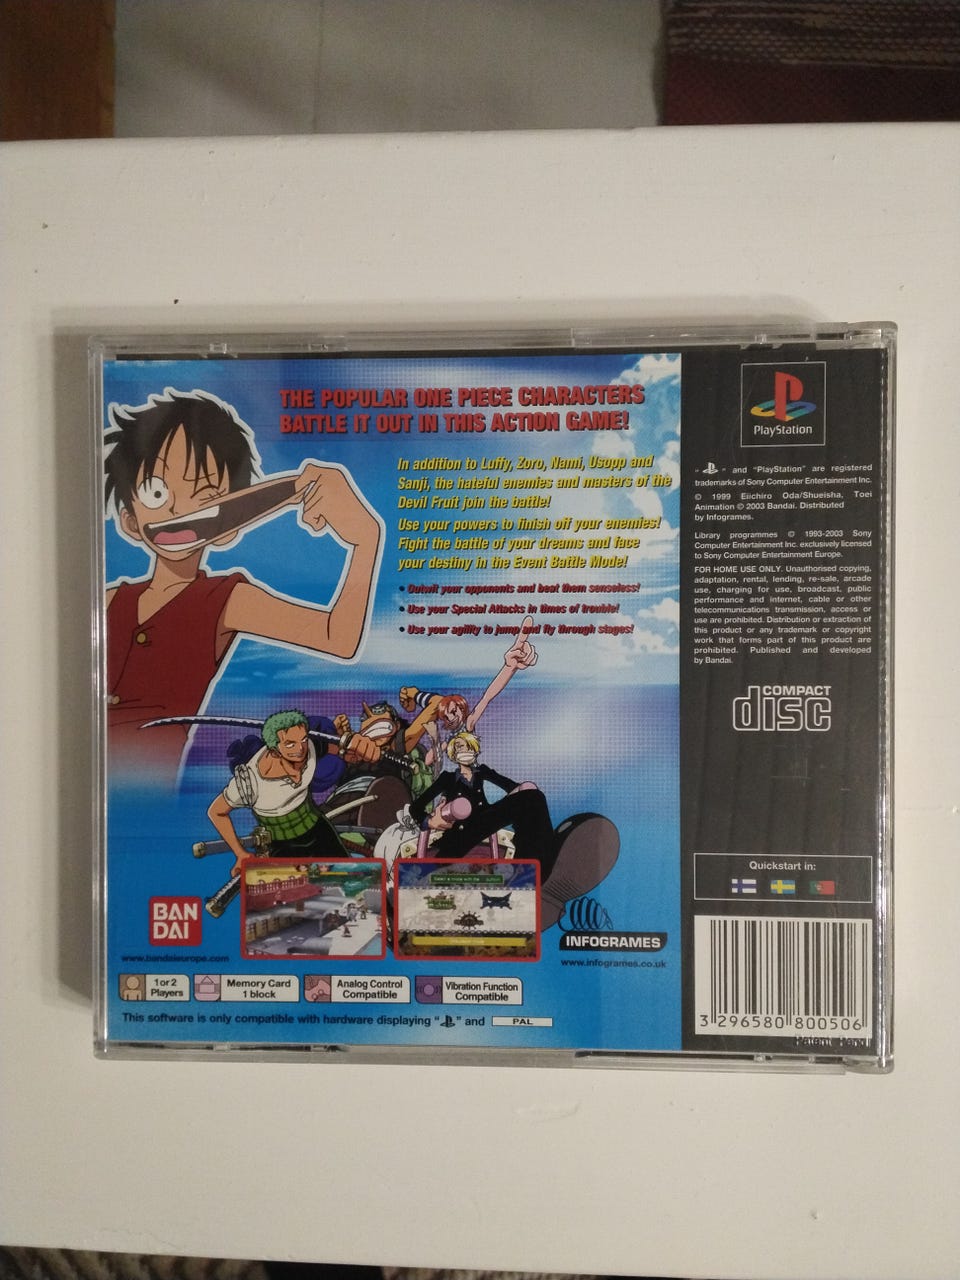 THE POPULAR ONE PIECE CHARACTERS
BATTLE IT OUT IN THIS ACTION GAME!
In addition to Luffy, Zoro, Nami, Usopp and
Sanji, the hateful enemies and masters of the
Devil Fruit join the battle!
Use your powers to finish off your enemies!
Fight the battle of your dreams and face
your destiny in the Event Battle Mode!
• Outwit your opponents and beat them senseless!
• Use your Special Attacks in times of trouble!
• Use your agility to jump and fly through stages!
BAN
DAI
www.bandaieurope.com
INFOGRAMES
www.infogrames.co.uk
1 or 2
Players
Memory Card
1 block
Analog Control
Compatible
Vibration Function
Compatible
This software is only compatible with hardware displaying " " and PAL
PlayStation
" " and "PlayStation" are registered
trademarks of Sony Computer Entertainment Inc.
© 1999 Eiichiro Oda/Shueisha, Toei
Animation © 2003 Bandai. Distributed
by Infogrames.
Library programmes © 1993-2003 Sony
Computer Entertainment Inc. exclusively licensed
to Sony Computer Entertainment Europe.
FOR HOME USE ONLY. Unauthorised copying,
adaptation, rental, lending, re-sale, arcade
use, charging for use, broadcast, public
performance and internet, cable or other
telecommunications transmission, access or
use are prohibited. Distribution or extraction of
this product or any trademark or copyright
work that forms part of this product are
prohibited. Published and developed
by Bandai.
COMPACT
disc
Quickstart in:
3 296580 800506